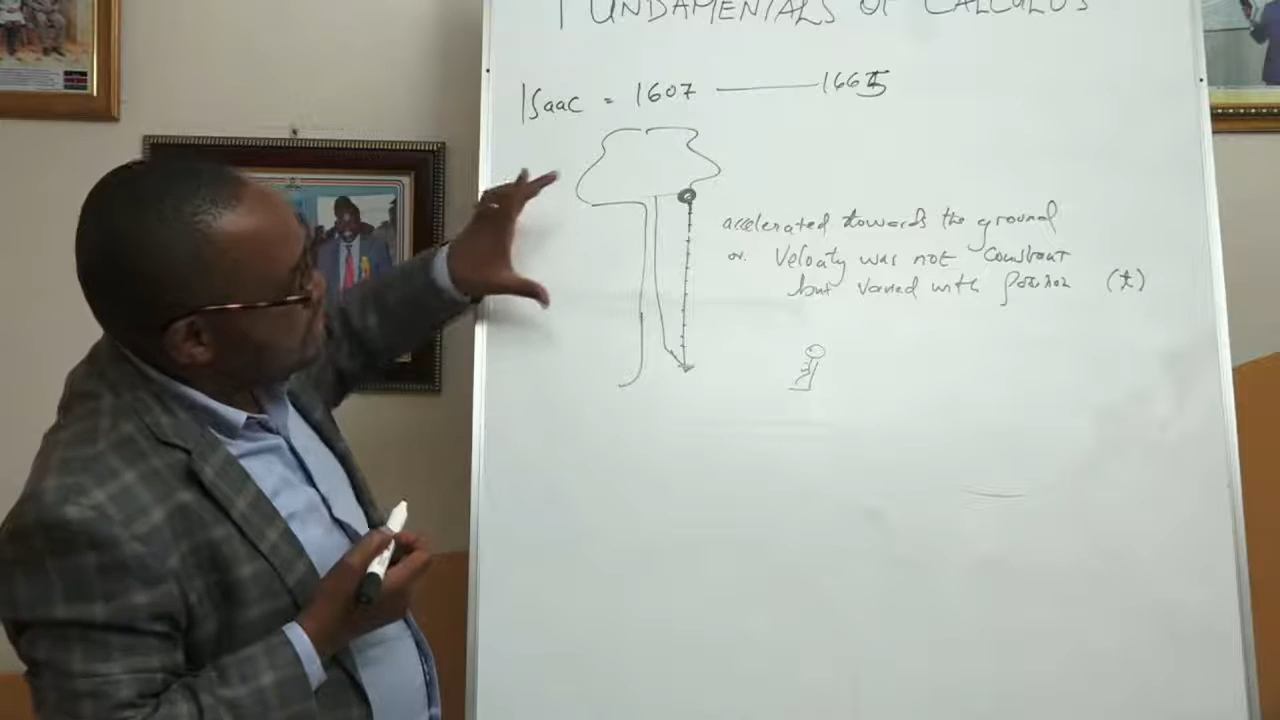 FUNDAMENTALS OF CALCULUS
Isaac = 1607 — 1665
accelerated towards the ground
or. Velocity was not constant
but varied with position (t)